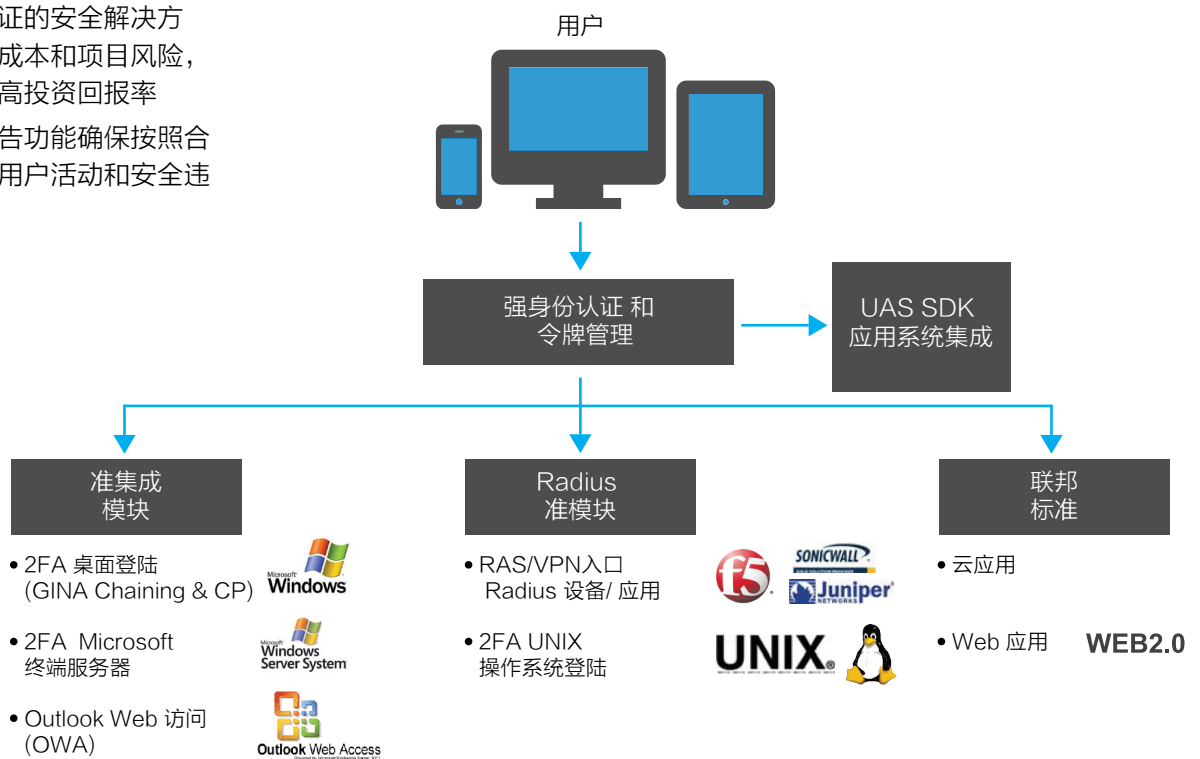 证的安全解决方
成本和项目风险，
高投资回报率
告功能确保按照合
用户活动和安全违
用户
强身份认证 和
令牌管理
UAS SDK
应用系统集成
准集成
模块
• 2FA 桌面登陆
(GINA Chaining & CP)
Microsoft
Windows
• 2FA Microsoft
终端服务器
Microsoft
Windows
Server System
• Outlook Web 访问
(OWA)
Outlook Web Access
Radius
准模块
• RAS/VPN入口
Radius 设备/ 应用
f5
SONICWALL
Juniper
NETWORKS
• 2FA UNIX
操作系统登陆
UNIX®
联邦
标准
• 云应用
• Web 应用
WEB2.0